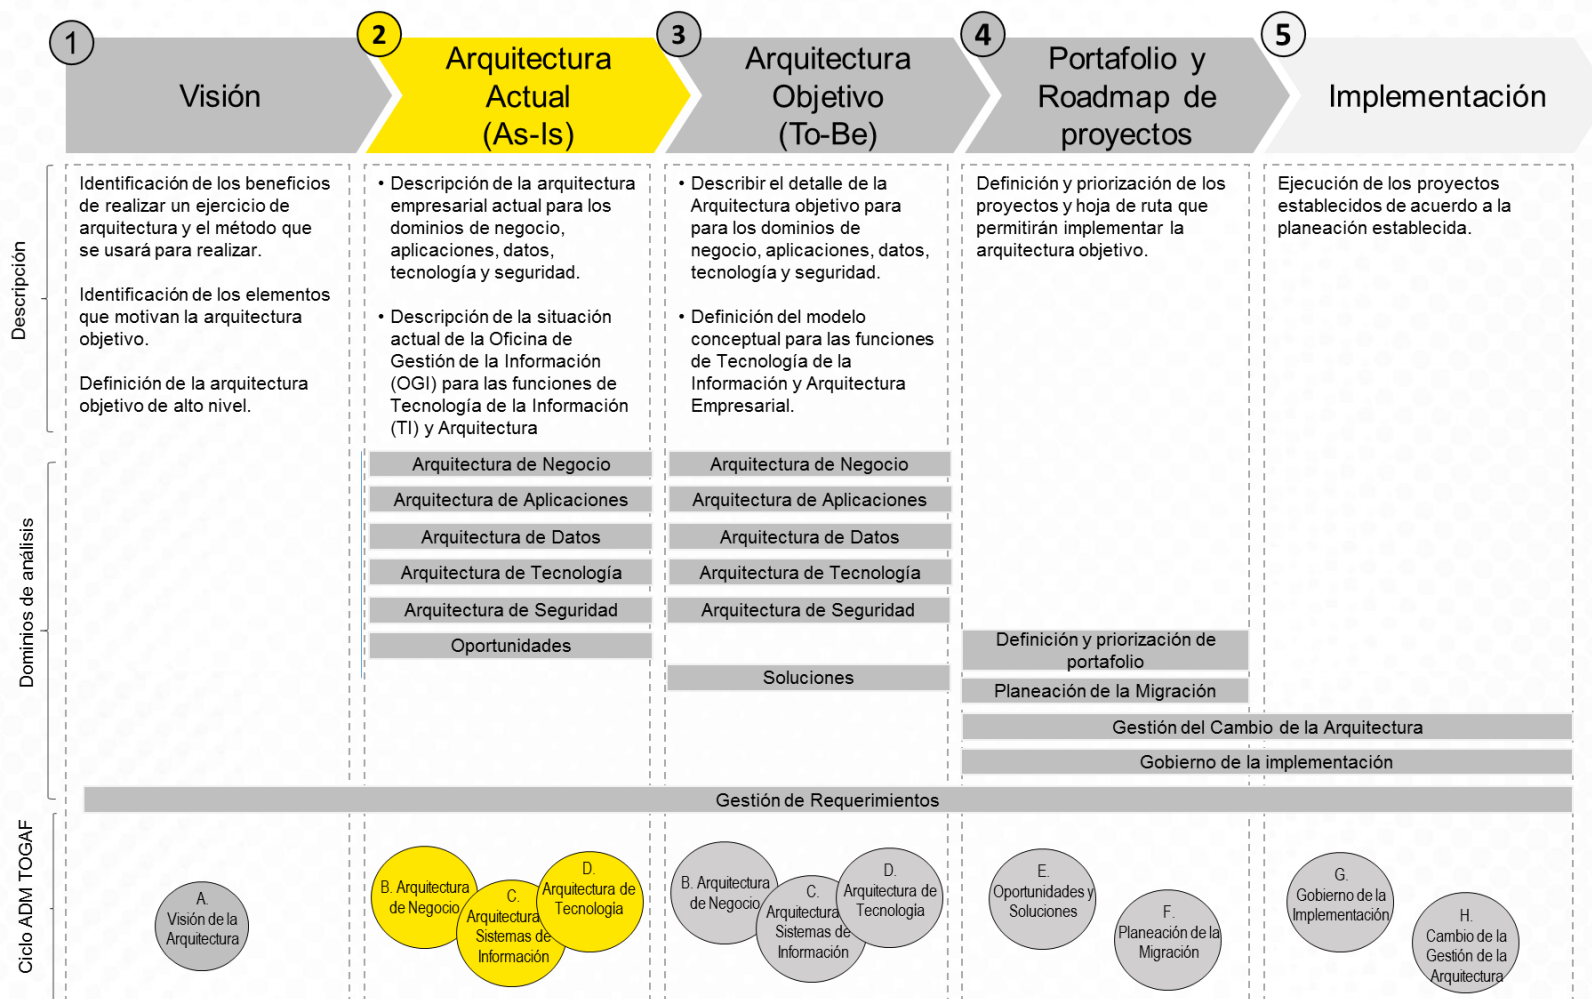 1
Visión
2
Arquitectura
Actual
(As-Is)
3
Arquitectura
Objetivo
(To-Be)
4
Portafolio y
Roadmap de
proyectos
5
Implementación
Descripción
Identificación de los beneficios
de realizar un ejercicio de
arquitectura y el método que
se usará para realizar.
Identificación de los elementos
que motivan la arquitectura
objetivo.
Definición de la arquitectura
objetivo de alto nivel.
• Descripción de la arquitectura
empresarial actual para los
dominios de negocio,
aplicaciones, datos,
tecnología y seguridad.
• Descripción de la situación
actual de la Oficina de
Gestión de la Información
(OGI) para las funciones de
Tecnología de la Información
(TI) y Arquitectura
• Describir el detalle de la
Arquitectura objetivo para
para los dominios de
negocio, aplicaciones, datos,
tecnología y seguridad.
• Definición del modelo
conceptual para las funciones
de Tecnología de la
Información y Arquitectura
Empresarial.
Definición y priorización de los
proyectos y hoja de ruta que
permitirán implementar la
arquitectura objetivo.
Ejecución de los proyectos
establecidos de acuerdo a la
planeación establecida.
Dominios de análisis
Arquitectura de Negocio
Arquitectura de Aplicaciones
Arquitectura de Datos
Arquitectura de Tecnología
Arquitectura de Seguridad
Oportunidades
Arquitectura de Negocio
Arquitectura de Aplicaciones
Arquitectura de Datos
Arquitectura de Tecnología
Arquitectura de Seguridad
Soluciones
Definición y priorización de
portafolio
Planeación de la Migración
Gestión del Cambio de la Arquitectura
Gobierno de la implementación
Gestión de Requerimientos
Ciclo ADM TOGAF
A.
Visión de la
Arquitectura
B. Arquitectura
de Negocio
C.
Arquitectura
Sistemas de
Información
D.
Arquitectura de
Tecnología
B. Arquitectura
de Negocio
C.
Arquitectura
Sistemas de
Información
D.
Arquitectura de
Tecnología
E.
Oportunidades y
Soluciones
F.
Planeación de la
Migración
G.
Gobierno de la
Implementación
H.
Cambio de la
Gestión de la
Arquitectura